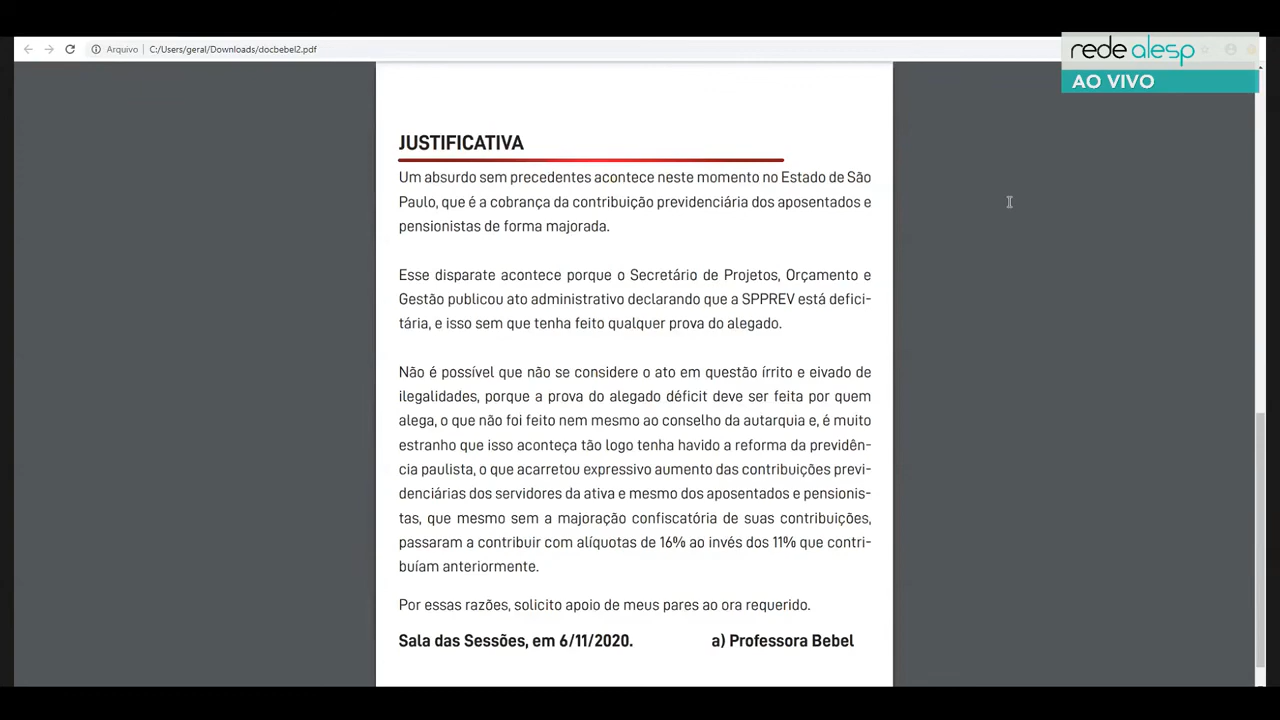 rede alesp
AO VIVO
Arquivo
C:/Users/geral/Downloads/docbebel2.pdf
JUSTIFICATIVA
Um absurdo sem precedentes acontece neste momento no Estado de São
Paulo, que é a cobrança da contribuição previdenciária dos aposentados e
pensionistas de forma majorada.
Esse disparate acontece porque o Secretário de Projetos, Orçamento e
Gestão publicou ato administrativo declarando que a SPPREV está defici-
tária, e isso sem que tenha feito qualquer prova do alegado.
Não é possível que não se considere o ato em questão írrito e eivado de
ilegalidades, porque a prova do alegado déficit deve ser feita por quem
alega, o que não foi feito nem mesmo ao conselho da autarquia e, é muito
estranho que isso aconteça tão logo tenha havido a reforma da previdên-
cia paulista, o que acarretou expressivo aumento das contribuições previ-
denciárias dos servidores da ativa e mesmo dos aposentados e pensionis-
tas, que mesmo sem a majoração confiscatória de suas contribuições,
passaram a contribuir com alíquotas de 16% ao invés dos 11% que contri-
buíam anteriormente.
Por essas razões, solicito apoio de meus pares ao ora requerido.
Sala das Sessões, em 6/11/2020. a) Professora Bebel